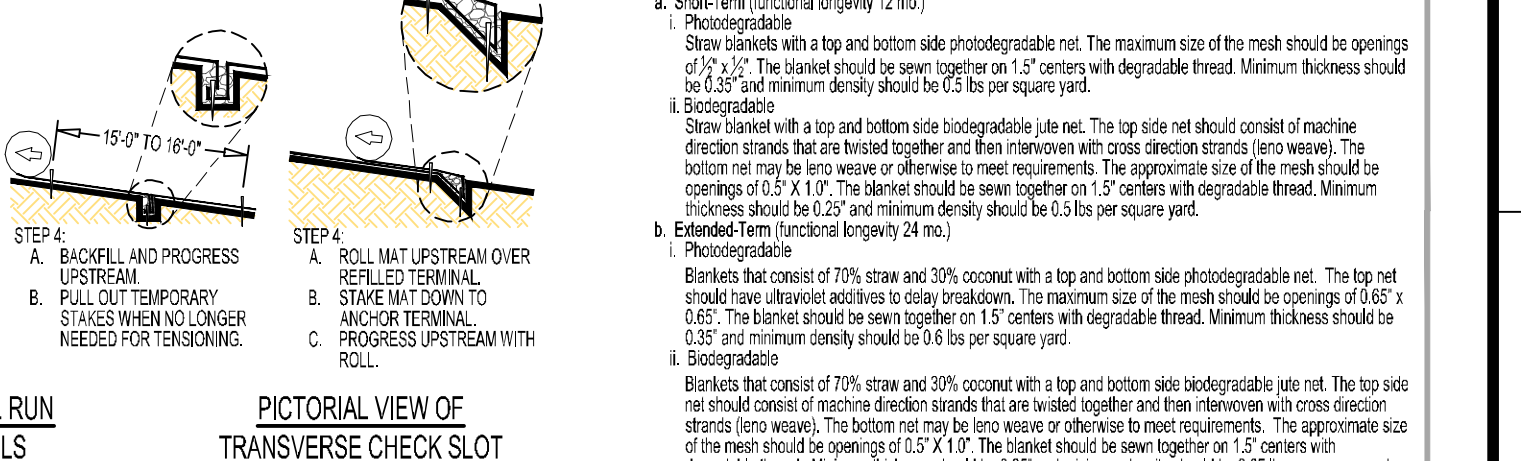 15'-0" TO 16'-0"
STEP 4:
A. BACKFILL AND PROGRESS
UPSTREAM.
B. PULL OUT TEMPORARY
STAKES WHEN NO LONGER
NEEDED FOR TENSIONING.
RUN
LS
STEP 4:
A. ROLL MAT UPSTREAM OVER
REFILLED TERMINAL.
B. STAKE MAT DOWN TO
ANCHOR TERMINAL.
C. PROGRESS UPSTREAM WITH
ROLL.
PICTORIAL VIEW OF
TRANSVERSE CHECK SLOT
a. Short-Term (functional longevity 12 mo.)
i. Photodegradable
Straw blankets with a top and bottom side photodegradable net. The maximum size of the mesh should be openings
of ½" x ½". The blanket should be sewn together on 1.5" centers with degradable thread. Minimum thickness should
be 0.35" and minimum density should be 0.5 lbs per square yard.
ii. Biodegradable
Straw blanket with a top and bottom side biodegradable jute net. The top side net should consist of machine
direction strands that are twisted together and then interwoven with cross direction strands (leno weave). The
bottom net may be leno weave or otherwise to meet requirements. The approximate size of the mesh should be
openings of 0.5" X 1.0". The blanket should be sewn together on 1.5" centers with degradable thread. Minimum
thickness should be 0.25" and minimum density should be 0.5 lbs per square yard.
b. Extended-Term (functional longevity 24 mo.)
i. Photodegradable
Blankets that consist of 70% straw and 30% coconut with a top and bottom side photodegradable net. The top net
should have ultraviolet additives to delay breakdown. The maximum size of the mesh should be openings of 0.65" x
0.65". The blanket should be sewn together on 1.5" centers with degradable thread. Minimum thickness should be
0.35" and minimum density should be 0.6 lbs per square yard.
ii. Biodegradable
Blankets that consist of 70% straw and 30% coconut with a top and bottom side biodegradable jute net. The top side
net should consist of machine direction strands that are twisted together and then interwoven with cross direction
strands (leno weave). The bottom net may be leno weave or otherwise to meet requirements. The approximate size
of the mesh should be openings of 0.5" X 1.0". The blanket should be sewn together on 1.5" centers with